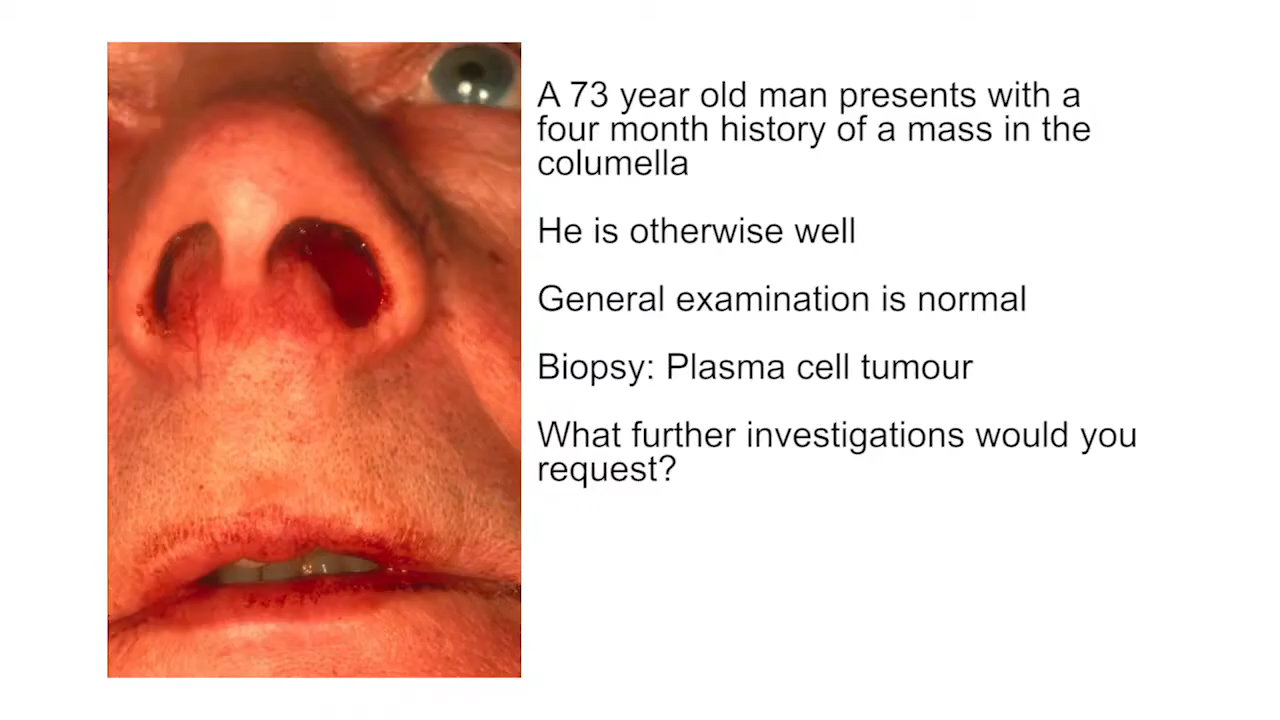 A 73 year old man presents with a
four month history of a mass in the
columella
He is otherwise well
General examination is normal
Biopsy: Plasma cell tumour
What further investigations would you
request?